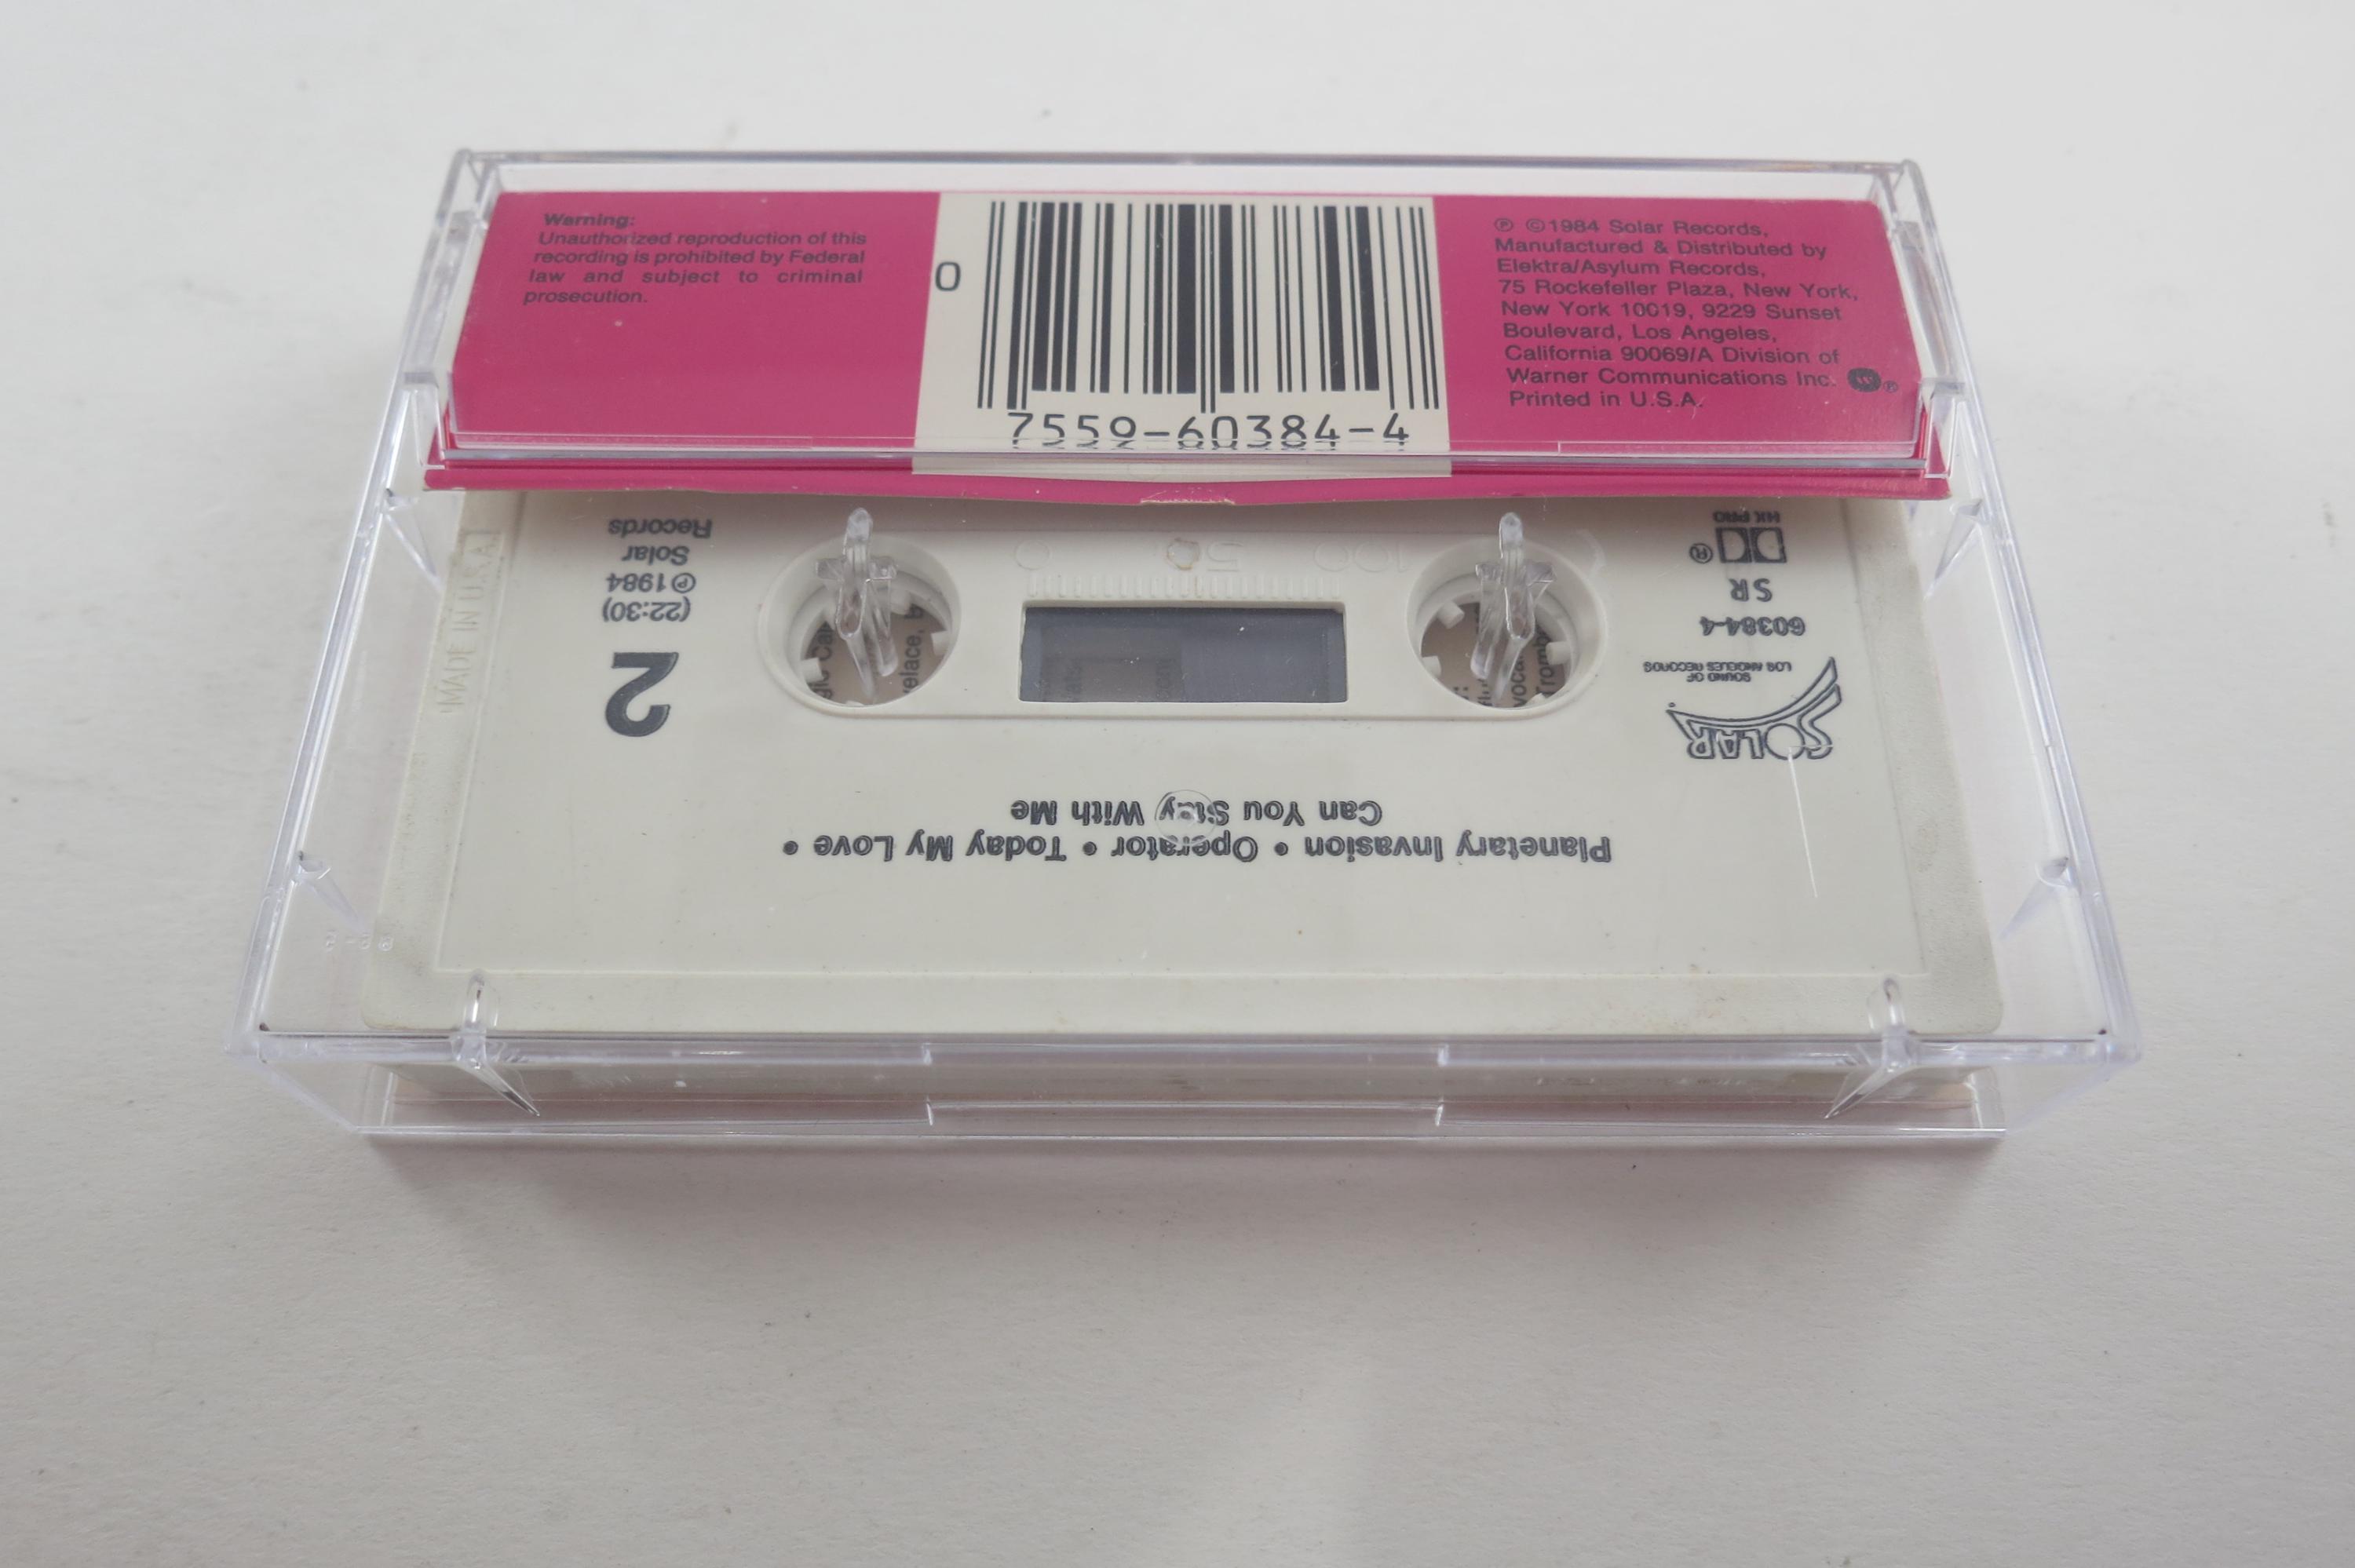 Warning:
Unauthorized reproduction of this
recording is prohibited by Federal
law and subject to criminal
prosecution.
0
7559-60384-4
℗ ©1984 Solar Records,
Manufactured & Distributed by
Elektra/Asylum Records,
75 Rockefeller Plaza, New York,
New York 10019, 9229 Sunset
Boulevard, Los Angeles,
California 90069/A Division of
Warner Communications Inc.
Printed in U.S.A.
SOLAR
SOUND OF
LOS ANGELES RECORDS
60384-4
SR
HX PRO
Planetary Invasion • Operator • Today My Love •
Can You Stay With Me
2
(22:30)
℗1984
Solar
Records
100 50 0
MADE IN U.S.A.